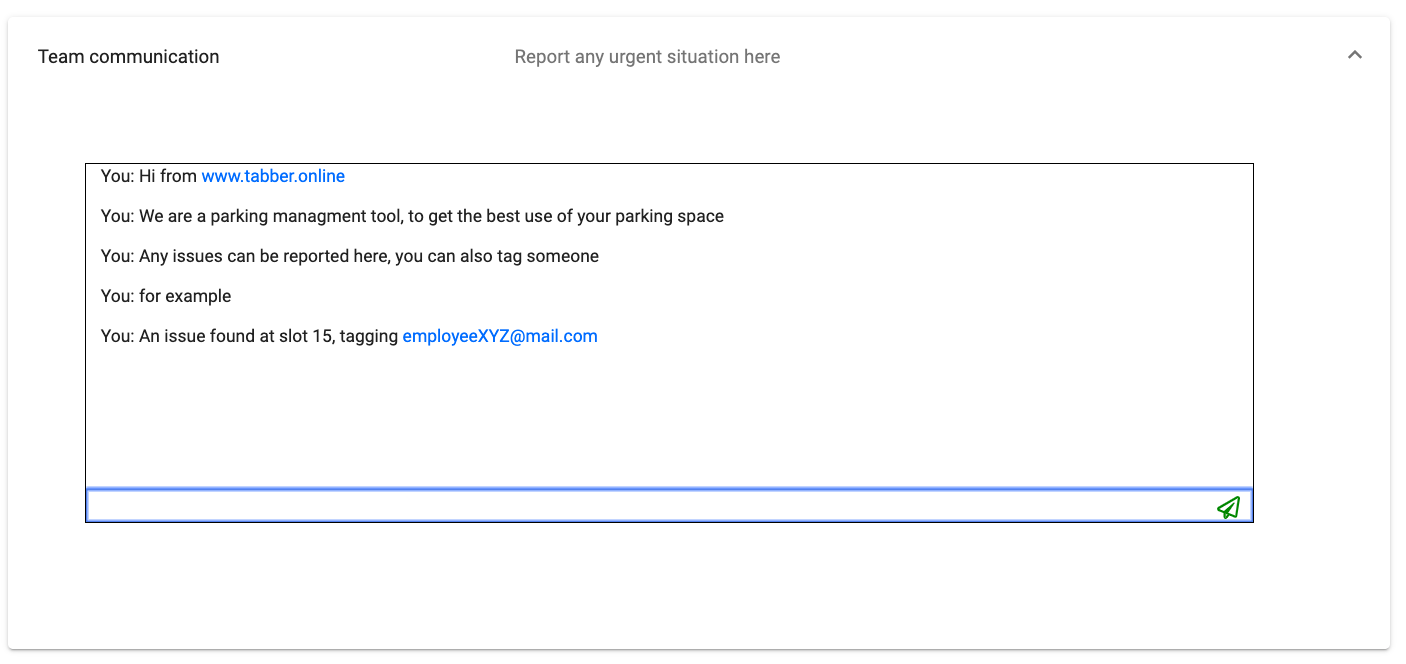 Team communication
Report any urgent situation here
You: Hi from www.tabber.online
You: We are a parking managment tool, to get the best use of your parking space
You: Any issues can be reported here, you can also tag someone
You: for example
You: An issue found at slot 15, tagging employeeXYZ@mail.com